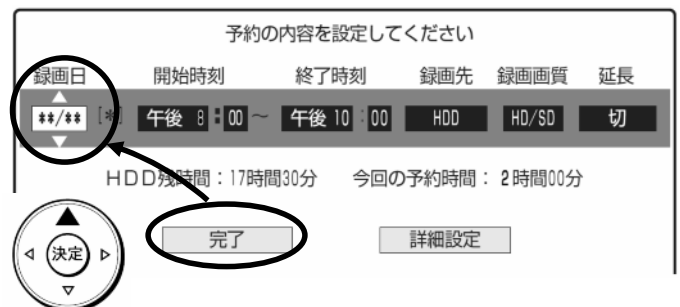 予約の内容を設定してください
録画日 開始時刻 終了時刻 録画先 録画画質 延長
**/** [*] 午後 8:00 ~ 午後 10:00 HDD HD/SD 切
HDD残時間:17時間30分 今回の予約時間:2時間00分
完了 詳細設定
決定